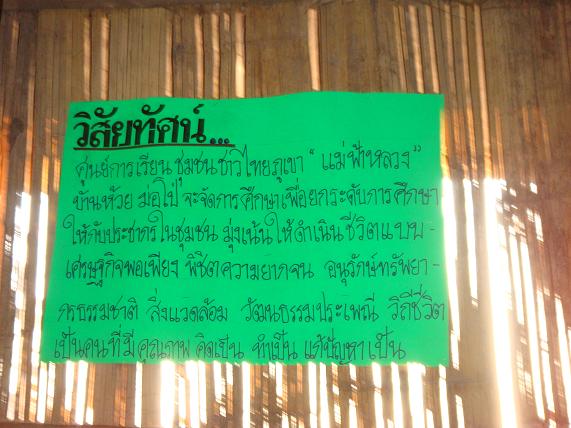 วิสัยทัศน์...
ศูนย์การเรียนชุมชนชาวไทยภูเขา "แม่ฟ้าหลวง"
บ้านห้วยมอโป จะจัดการศึกษาเพื่อยกระดับการศึกษา
ให้กับประชากรในชุมชน มุ่งเน้นให้ดำเนินชีวิตแบบ -
เศรษฐกิจพอเพียง พิชิตความยากจน อนุรักษ์ทรัพยา -
กรธรรมชาติ สิ่งแวดล้อม วัฒนธรรมประเพณี วิถีชีวิต
เป็นคนที่มีคุณภาพ คิดเป็น ทำเป็น แก้ปัญหาเป็น